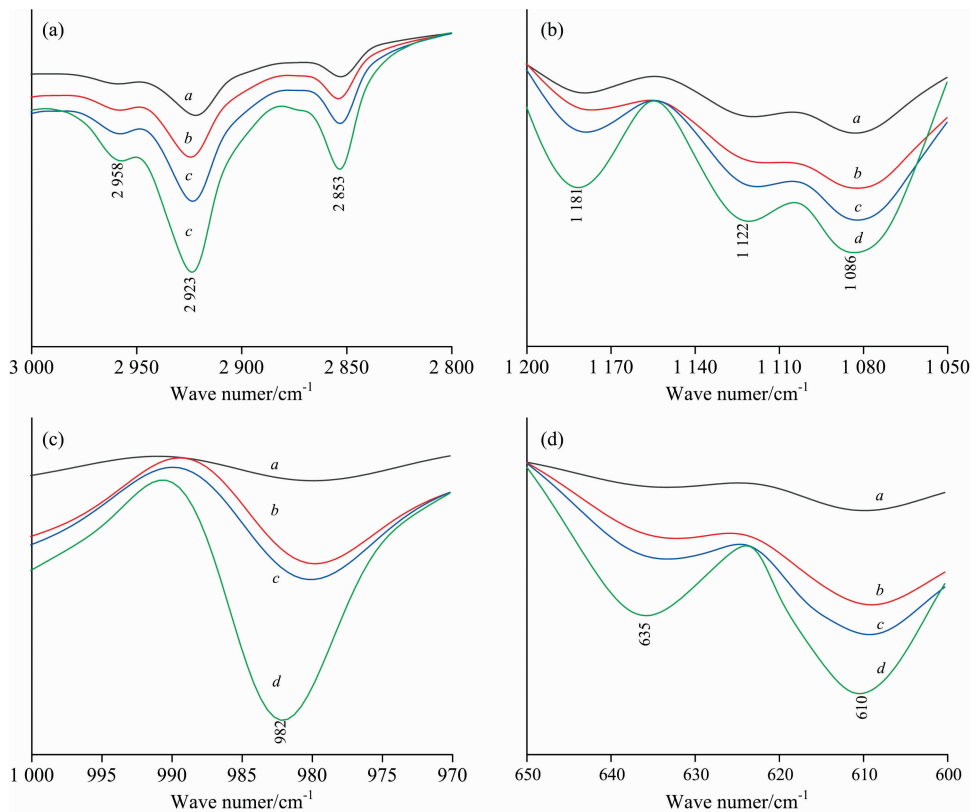 (a)
a
b
c
c
2 958
2 923
2 853
3 000 2 950 2 900 2 850 2 800
Wave numer/cm-1
(b)
a
b
c
d
1 181
1 122
1 086
1 200 1 170 1 140 1 110 1 080 1 050
Wave numer/cm-1
(c)
a
b
c
d
982
1 000 995 990 985 980 975 970
Wave numer/cm-1
(d)
a
b
c
d
635
610
650 640 630 620 610 600
Wave numer/cm-1